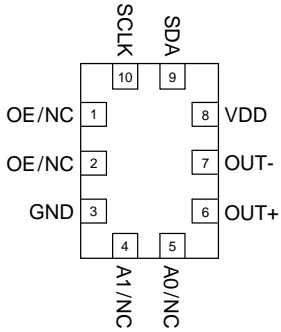 SCLK
SDA
10
9
OE/NC
1
8
VDD
OE/NC
2
7
OUT-
GND
3
6
OUT+
4
5
A1/NC
A0/NC